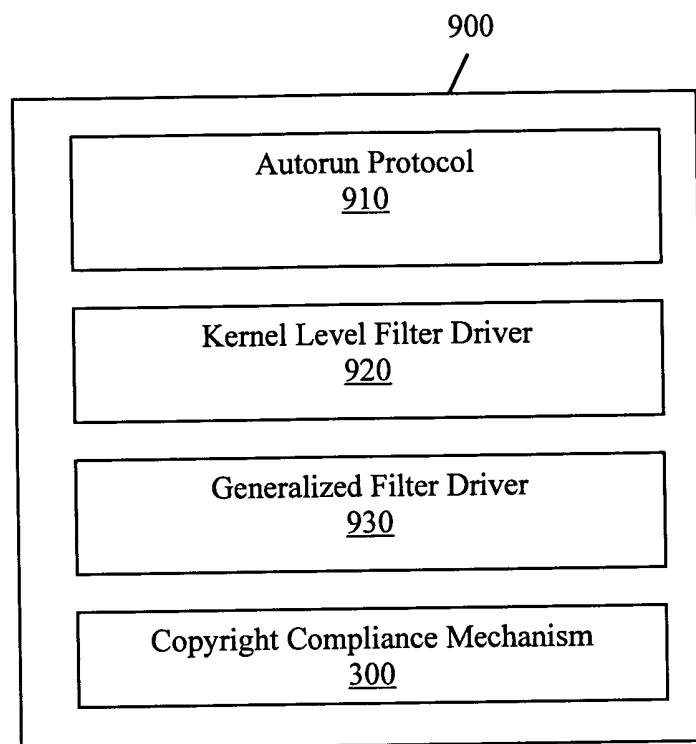 900
Autorun Protocol
910
Kernel Level Filter Driver
920
Generalized Filter Driver
930
Copyright Compliance Mechanism
300